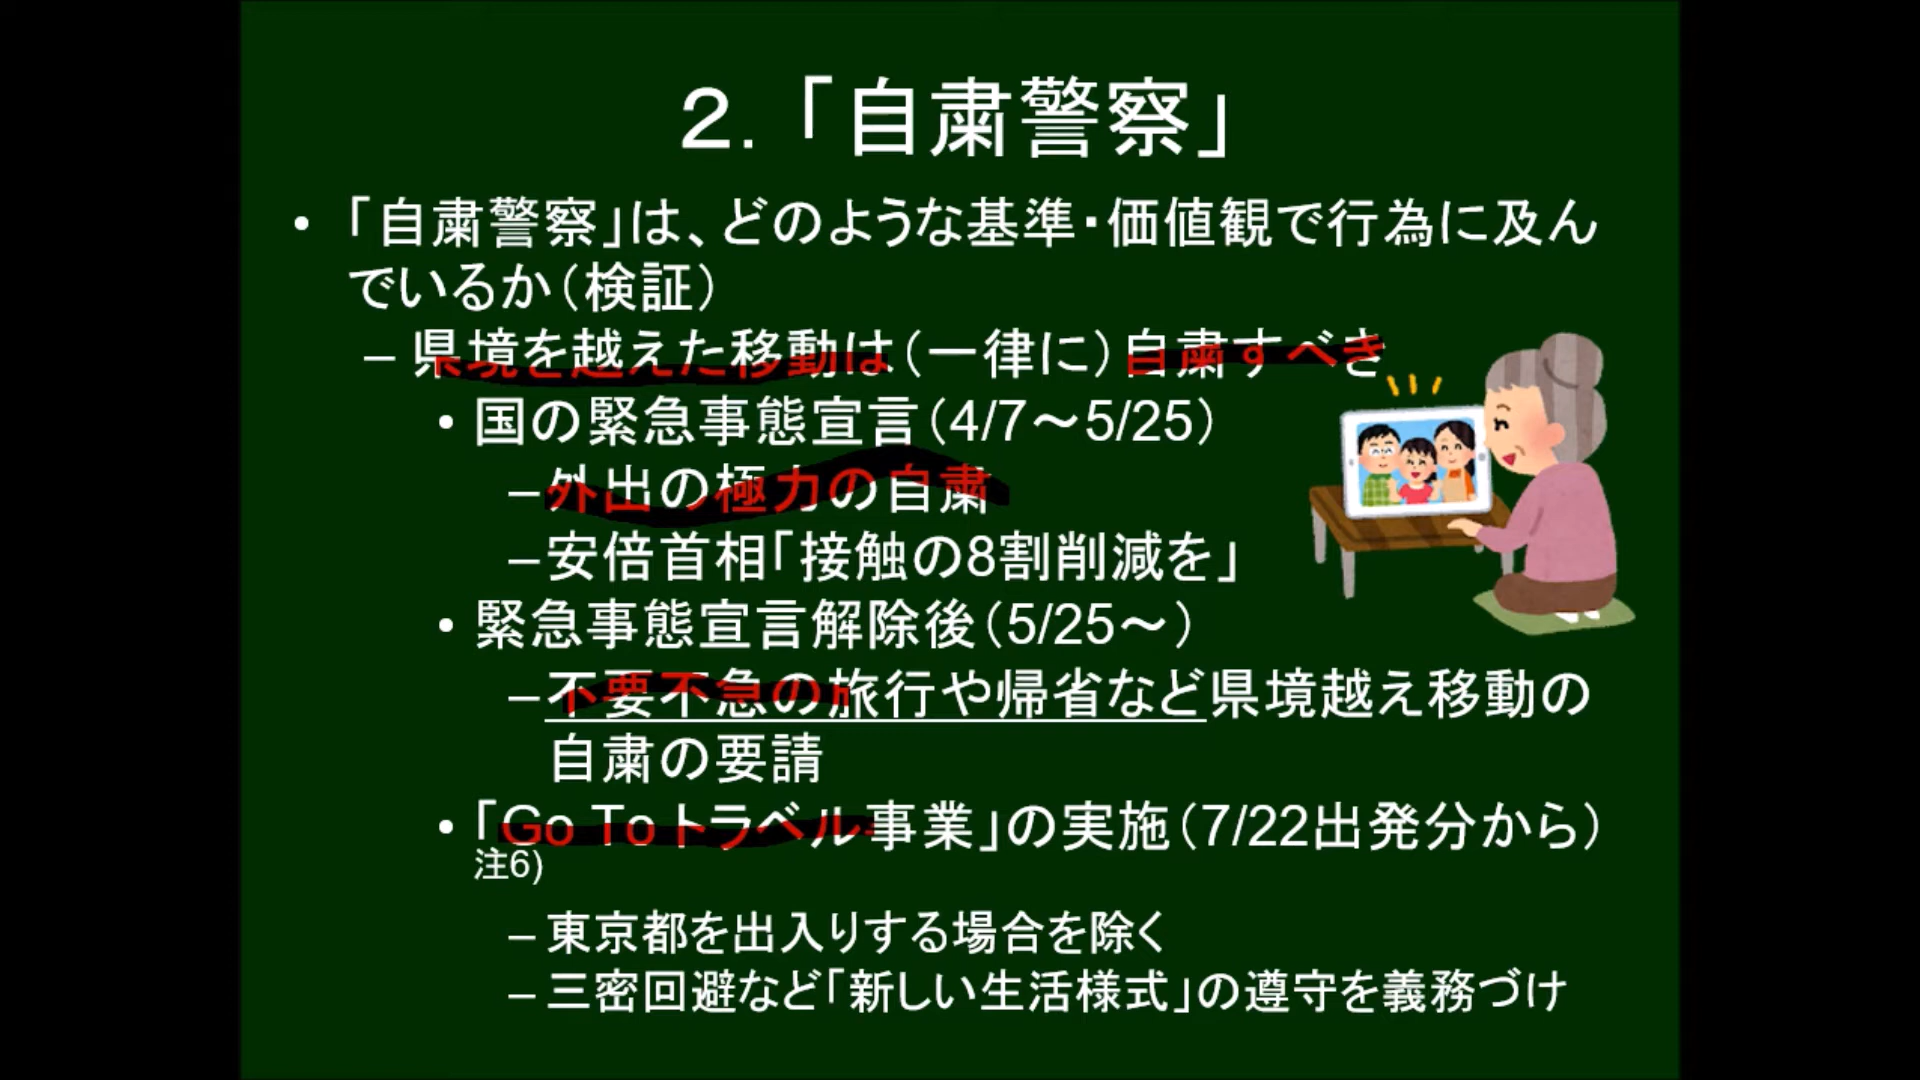 ２.「自粛警察」
•「自粛警察」は、どのような基準・価値観で行為に及ん
でいるか（検証）
– 県境を越えた移動は（一律に）自粛すべき
• 国の緊急事態宣言（4/7～5/25）
–外出の極力の自粛
–安倍首相「接触の8割削減を」
• 緊急事態宣言解除後（5/25～）
–不要不急の旅行や帰省など県境越え移動の
自粛の要請
•「Go Toトラベル事業」の実施（7/22出発分から）
注6)
– 東京都を出入りする場合を除く
– 三密回避など「新しい生活様式」の遵守を義務づけ